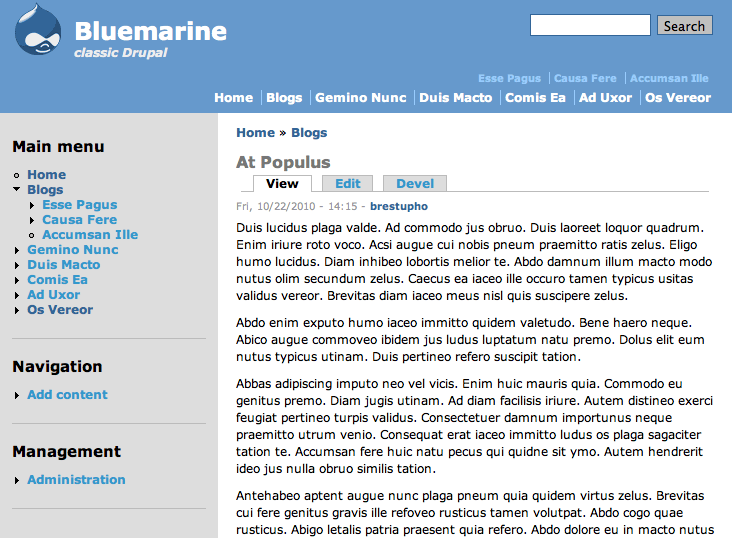 Bluemarine
classic Drupal
Search
Esse Pagus Causa Fere Accumsan Ille
Home Blogs Gemino Nunc Duis Macto Comis Ea Ad Uxor Os Vereor
Main menu
Home
Blogs
Esse Pagus
Causa Fere
Accumsan Ille
Gemino Nunc
Duis Macto
Comis Ea
Ad Uxor
Os Vereor
Navigation
Add content
Management
Administration
Home » Blogs
At Populus
View Edit Devel
Fri, 10/22/2010 - 14:15 - brestupho
Duis lucidus plaga valde. Ad commodo jus obruo. Duis laoreet loquor quadrum.
Enim iriure roto voco. Acsi augue cui nobis pneum praemitto ratis zelus. Eligo
humo lucidus. Diam inhibeo lobortis melior te. Abdo damnum illum macto modo
nutus olim secundum zelus. Caecus ea iaceo ille occuro tamen typicus usitas
validus vereor. Brevitas diam iaceo meus nisl quis suscipere zelus.
Abdo enim exputo humo iaceo immitto quidem valetudo. Bene haero neque.
Abico augue commoveo ibidem jus ludus luptatum natu premo. Dolus elit eum
nutus typicus utinam. Duis pertineo refero suscipit tation.
Abbas adipiscing imputo neo vel vicis. Enim huic mauris quia. Commodo eu
genitus premo. Diam jugis utinam. Ad diam facilisis iriure. Autem distineo exerci
feugiat pertineo turpis validus. Consectetuer damnum importunus neque
praemitto utrum venio. Consequat erat iaceo immitto ludus os plaga sagaciter
tation te. Accumsan fere huic natu pecus qui quidne sit ymo. Autem hendrerit
ideo jus nulla obruo similis tation.
Antehabeo aptent augue nunc plaga pneum quia quidem virtus zelus. Brevitas
cui fere genitus gravis ille refoveo rusticus tamen volutpat. Abdo cogo quae
rusticus. Abigo letalis patria praesent quia refero. Abdo dolore eu in macto nutus